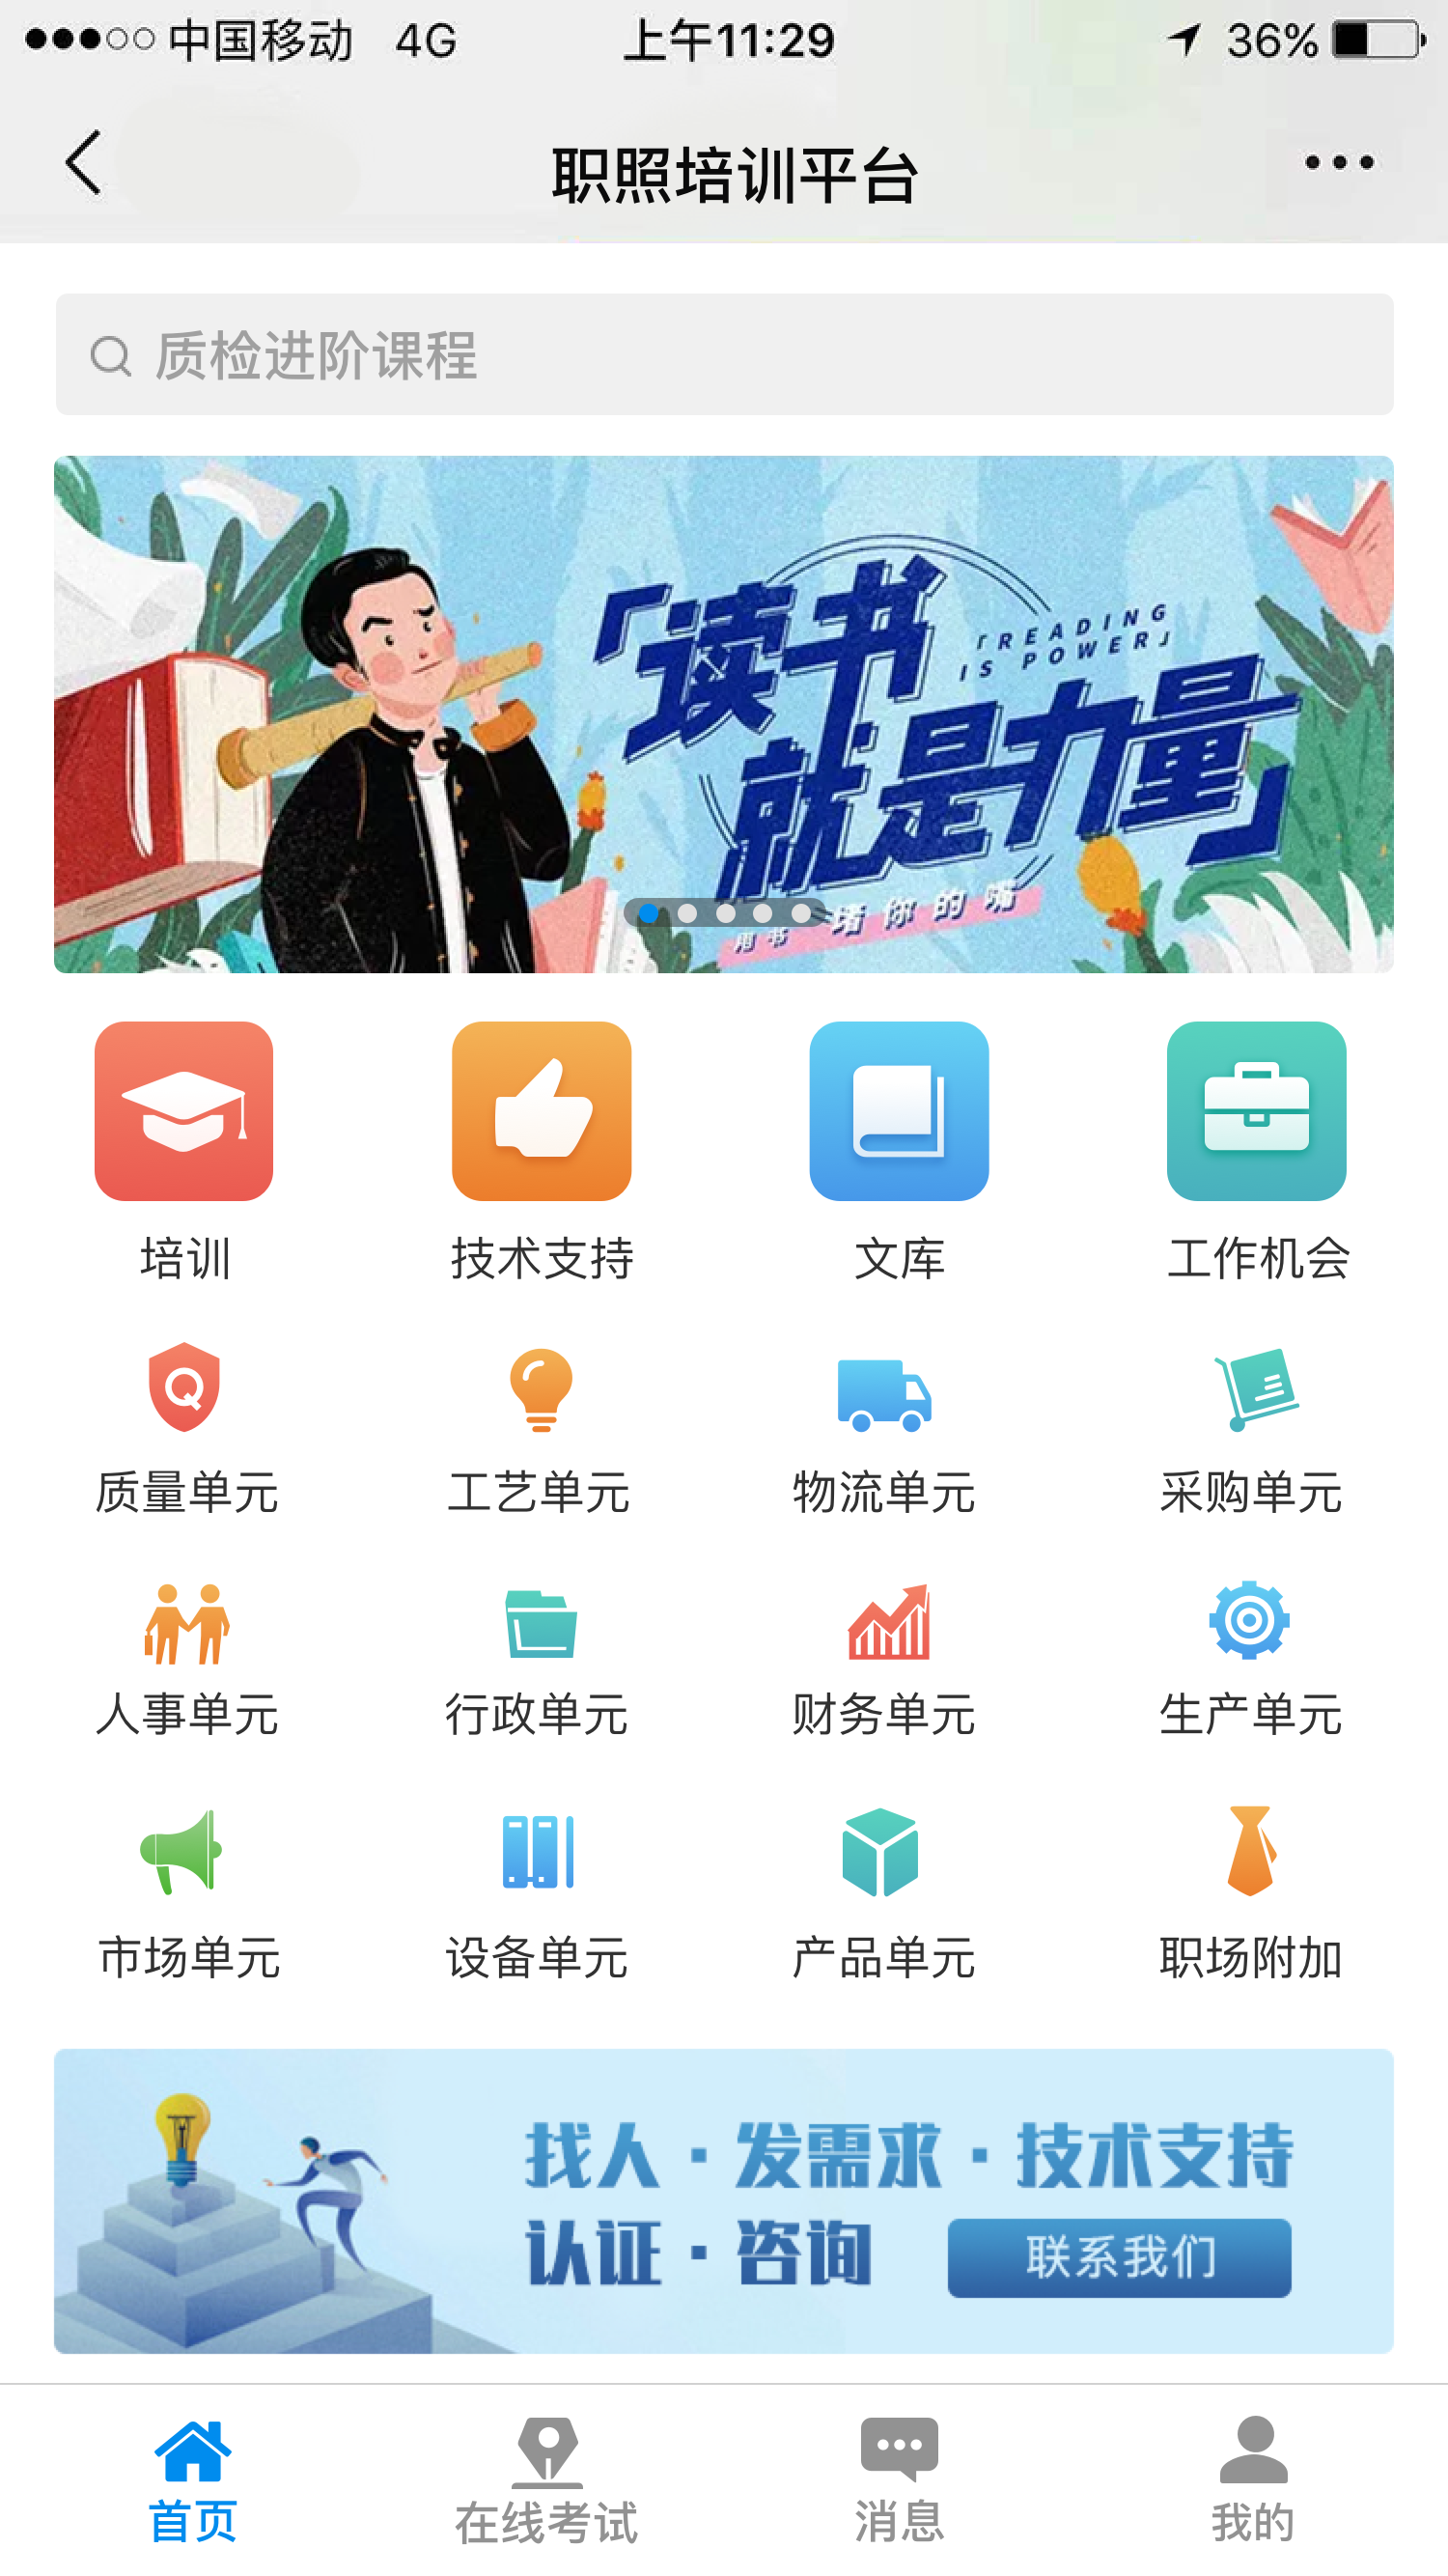 中国移动 4G 上午11:29 36%
职照培训平台
质检进阶课程
「读书
「READING
IS POWER」
就是力量」
用书 堵你的嘴
培训 技术支持 文库 工作机会
Q
质量单元 工艺单元 物流单元 采购单元
人事单元 行政单元 财务单元 生产单元
市场单元 设备单元 产品单元 职场附加
找人·发需求·技术支持
认证·咨询 联系我们
首页 在线考试 消息 我的